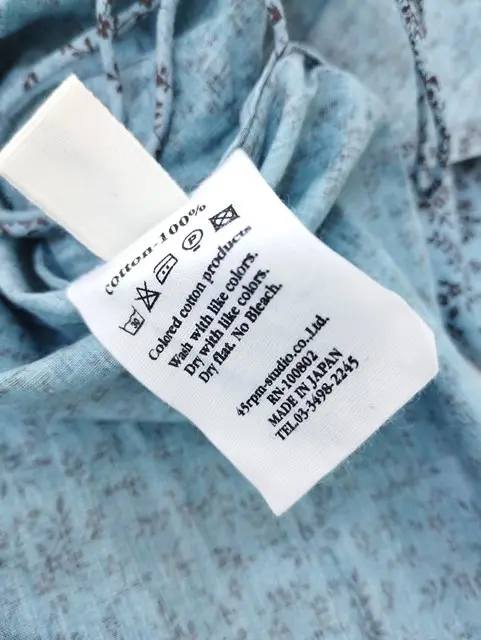 Cotton-100%
30 P
Colored cotton products
Wash with like colors.
Dry with like colors.
Dry flat. No Bleach.
45rpm-studio co.Ltd.
RN-100802
MADE IN JAPAN
TEL.03-3498-2245